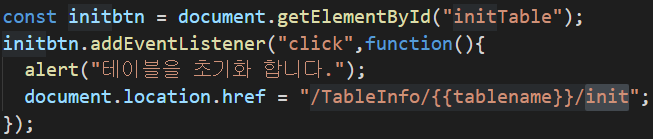 const initbtn = document.getElementById("initTable");
initbtn.addEventListener("click",function(){
  alert("테이블을 초기화 합니다.");
  document.location.href = "/TableInfo/{{tablename}}/init";
});